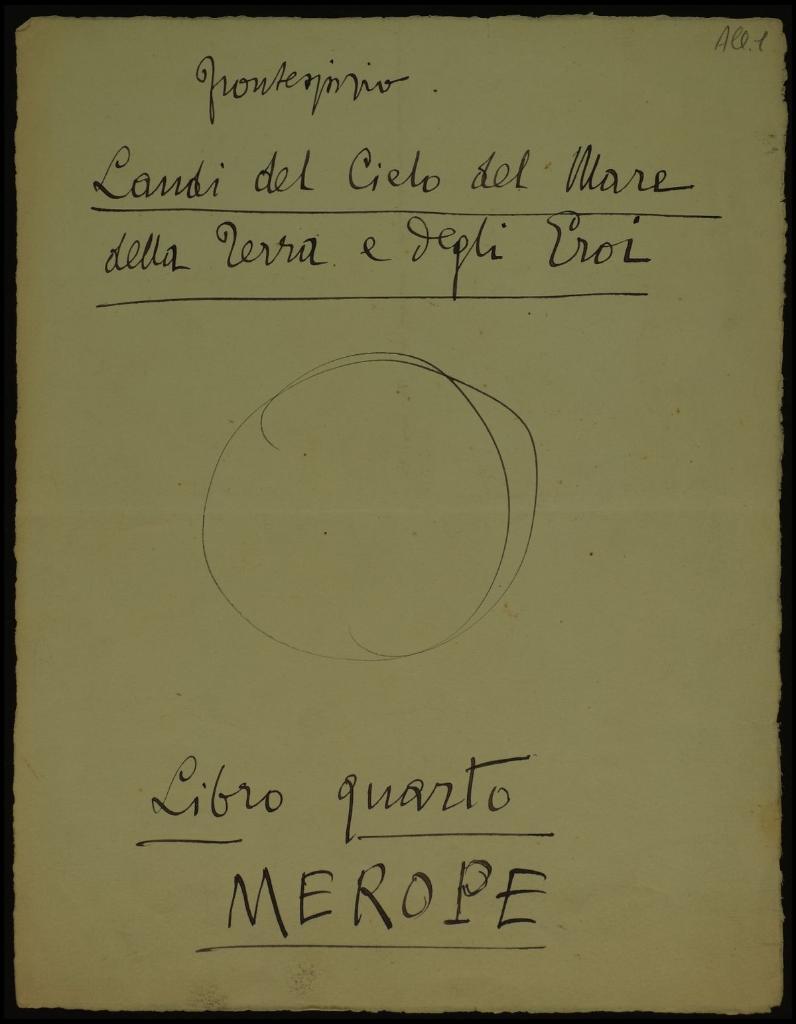 All. 1
frontespizio.
Laudi del Cielo del Mare
della Terra e degli Eroi
Libro quarto
MEROPE